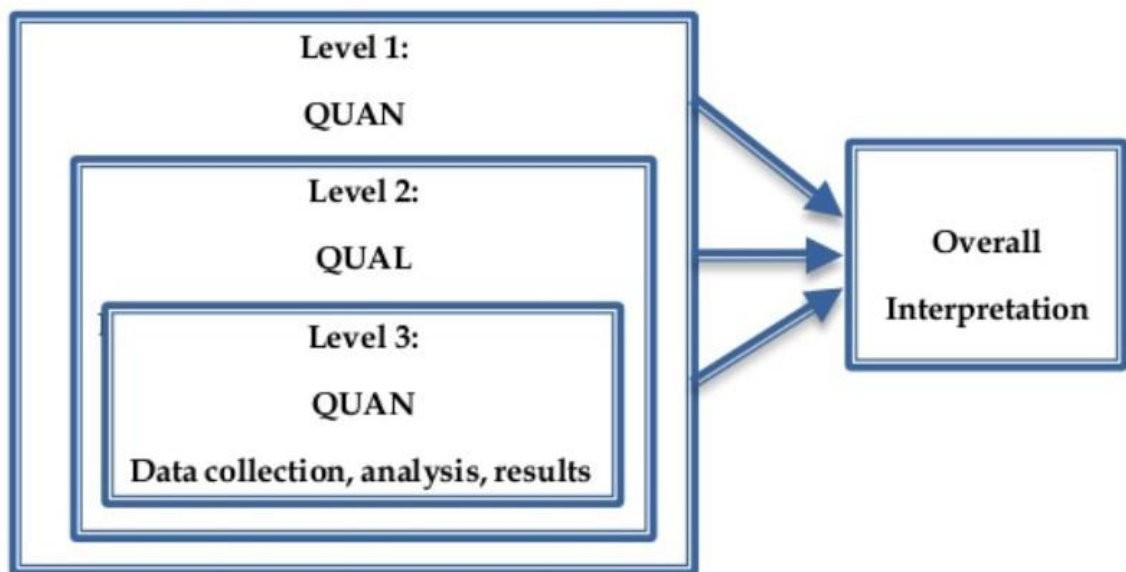 Level 1:
QUAN
Level 2:
QUAL
Level 3:
QUAN
Data collection, analysis, results
Overall
Interpretation